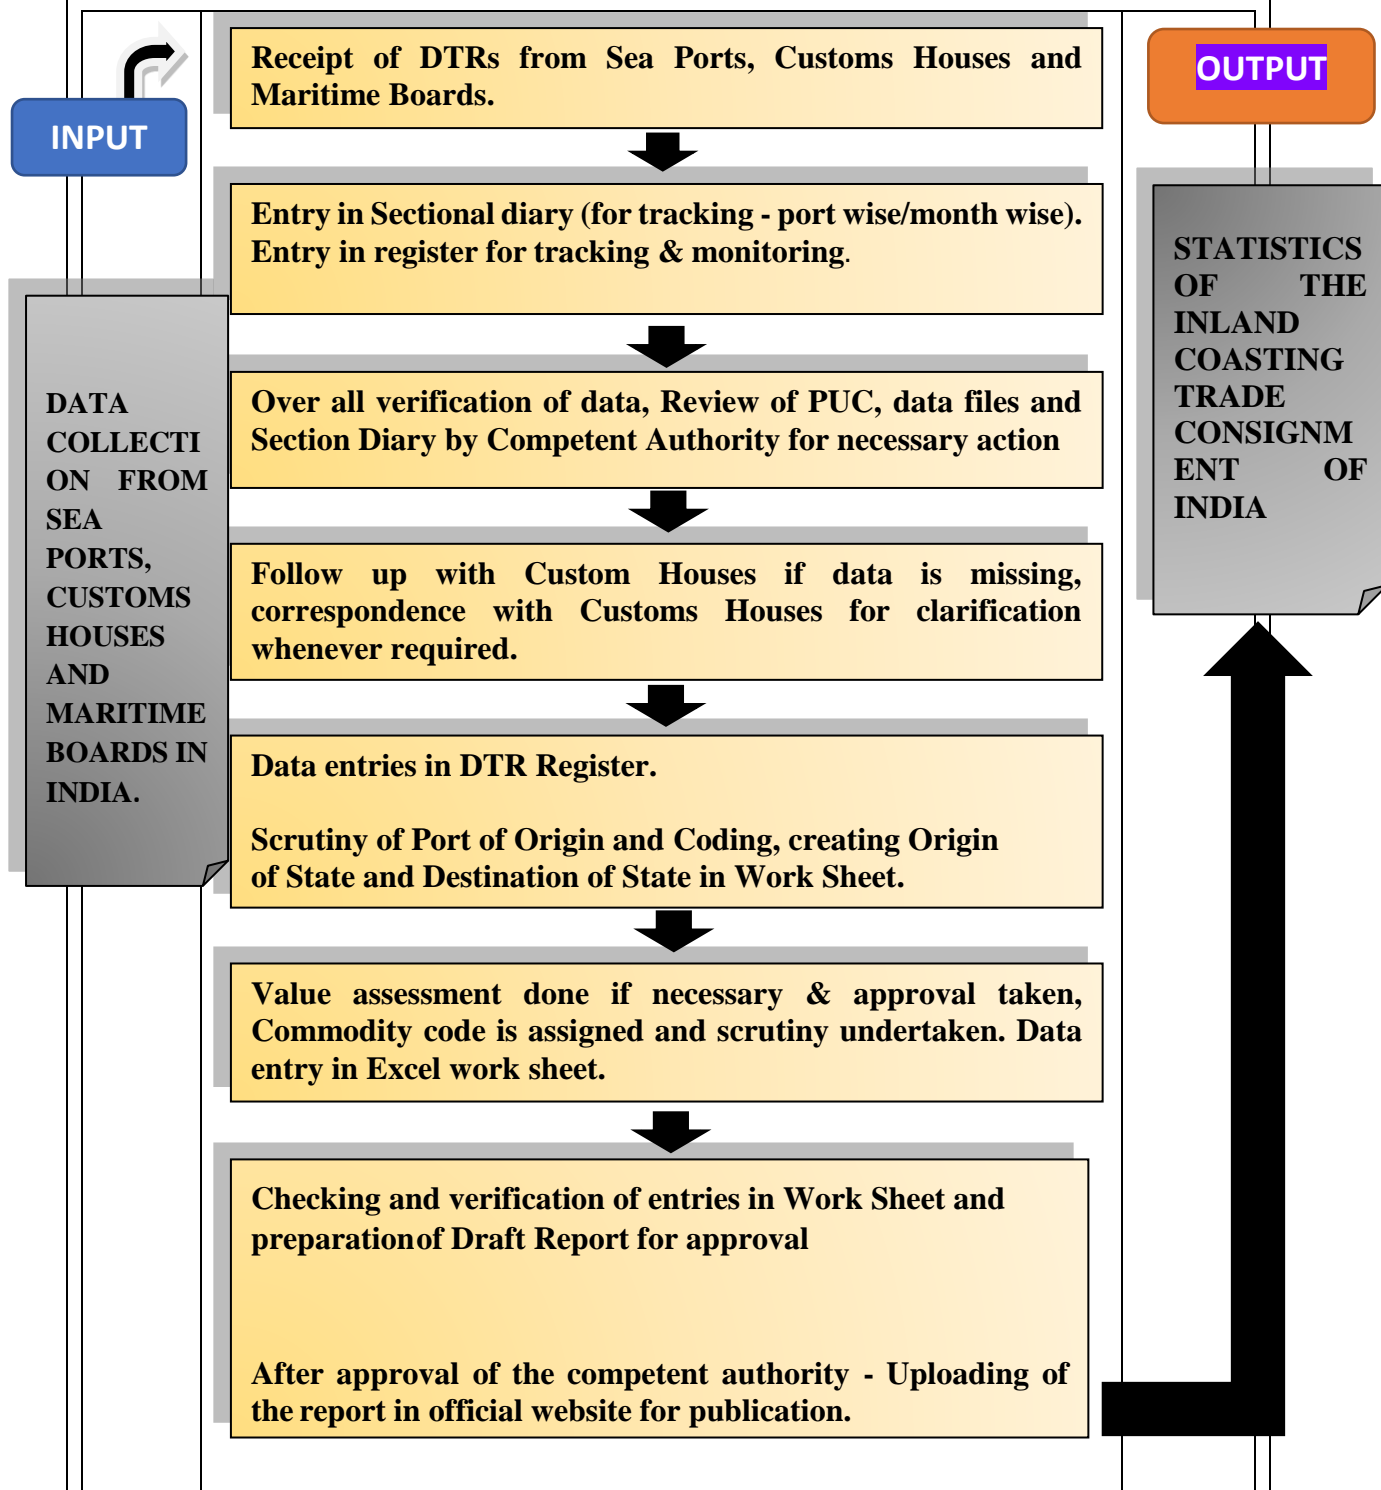 INPUT
DATA
COLLECTI
ON FROM
SEA
PORTS,
CUSTOMS
HOUSES
AND
MARITIME
BOARDS IN
INDIA.
Receipt of DTRs from Sea Ports, Customs Houses and
Maritime Boards.
Entry in Sectional diary (for tracking - port wise/month wise).
Entry in register for tracking & monitoring.
Over all verification of data, Review of PUC, data files and
Section Diary by Competent Authority for necessary action
Follow up with Custom Houses if data is missing,
correspondence with Customs Houses for clarification
whenever required.
Data entries in DTR Register.
Scrutiny of Port of Origin and Coding, creating Origin
of State and Destination of State in Work Sheet.
Value assessment done if necessary & approval taken,
Commodity code is assigned and scrutiny undertaken. Data
entry in Excel work sheet.
Checking and verification of entries in Work Sheet and
preparationof Draft Report for approval
After approval of the competent authority - Uploading of
the report in official website for publication.
OUTPUT
STATISTICS
OF THE
INLAND
COASTING
TRADE
CONSIGNM
ENT OF
INDIA